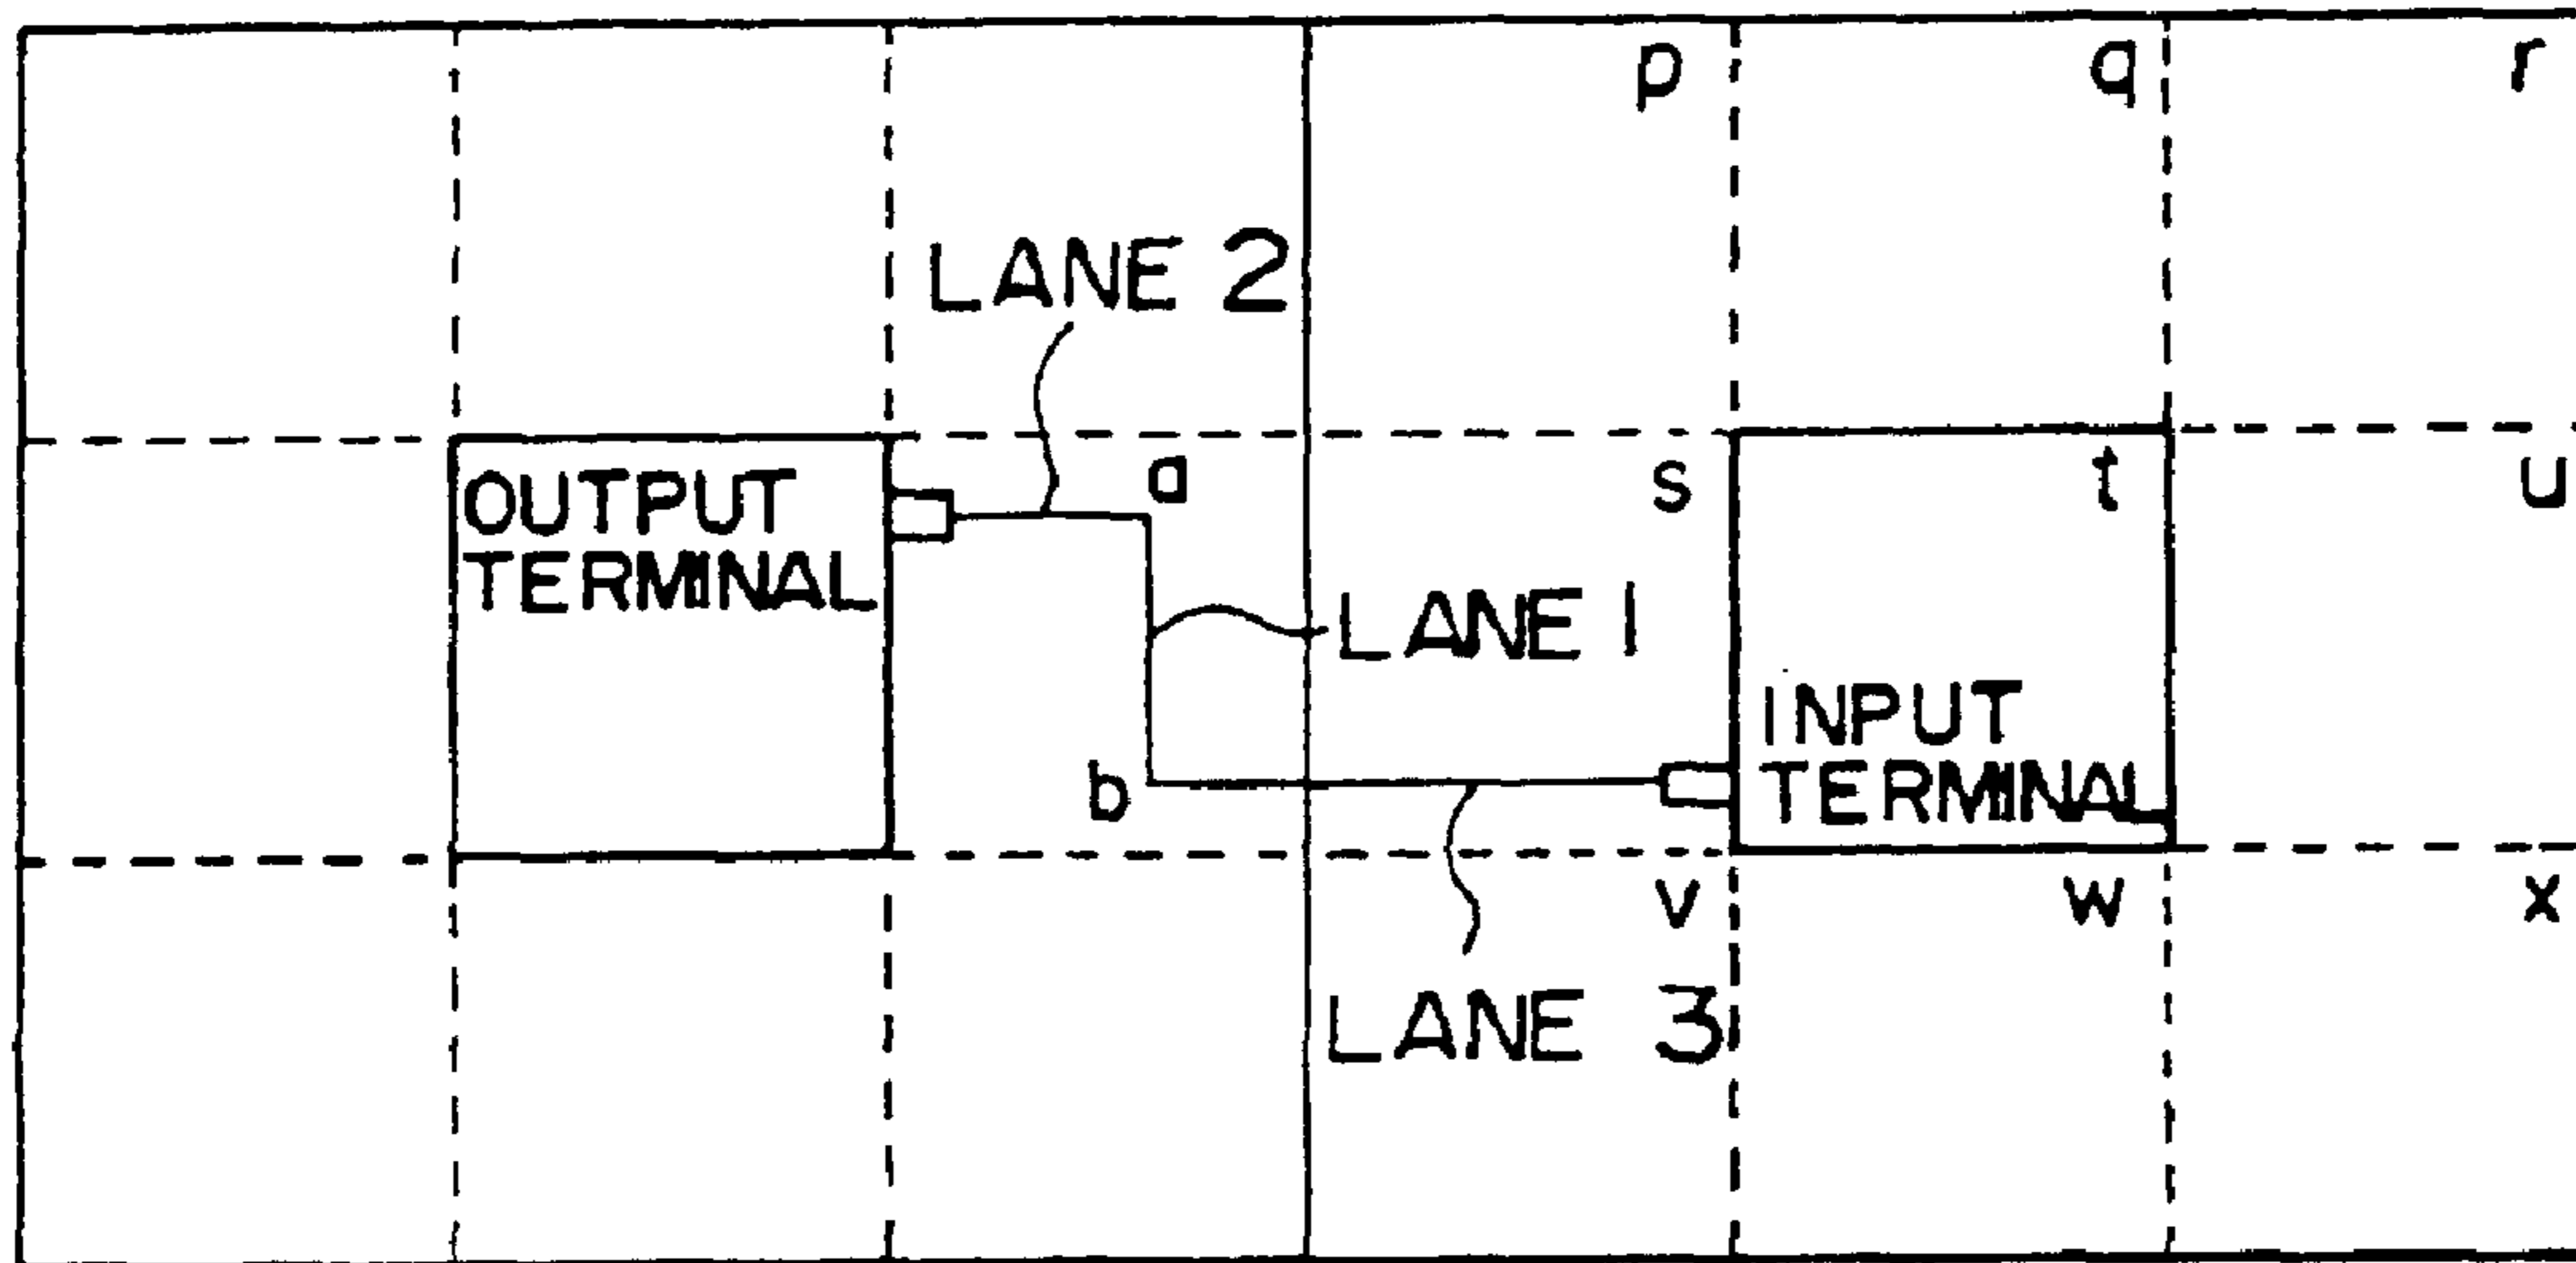 p
q
r
LANE 2
OUTPUT
TERMINAL
a
s
t
u
LANE 1
b
INPUT
TERMINAL
v
w
x
LANE 3